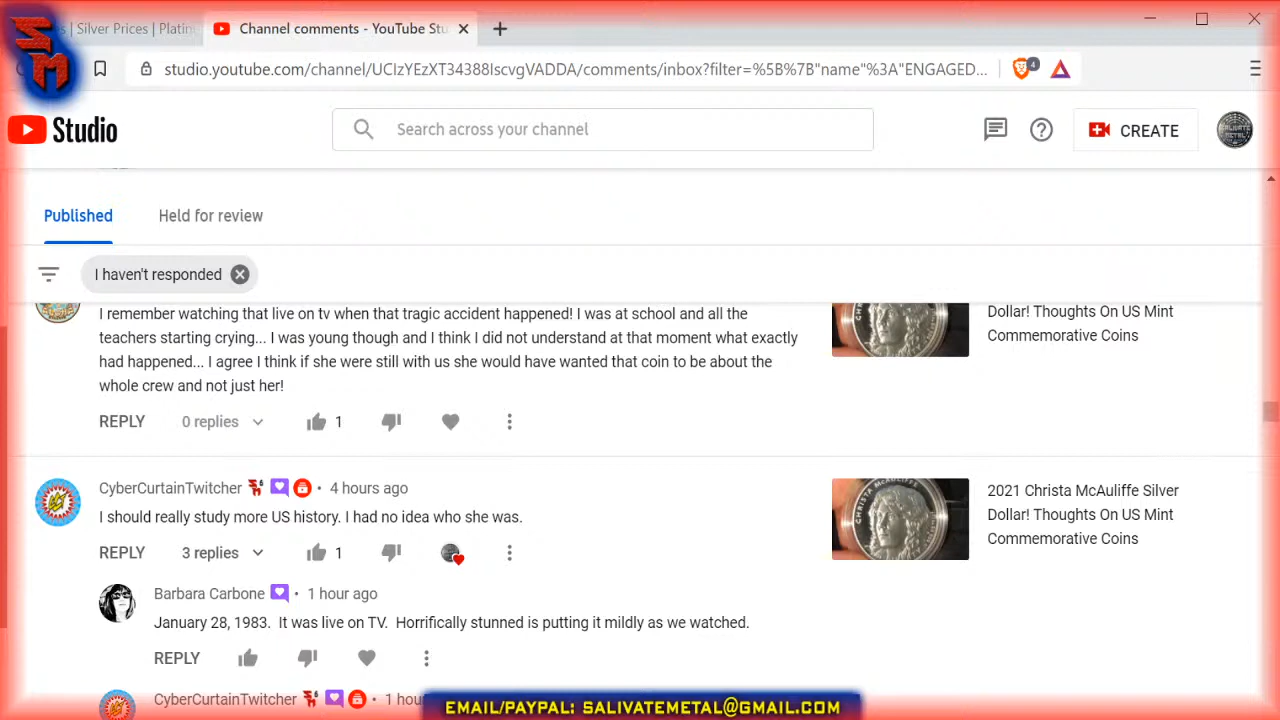 SM
s | Silver Prices | Platin
Channel comments - YouTube Stu
studio.youtube.com/channel/UCIzYEzXT34388IscvgVADDA/comments/inbox?filter=%5B%7B"name"%3A"ENGAGED...
4
Studio
Search across your channel
CREATE
Published
Held for review
I haven't responded
I remember watching that live on tv when that tragic accident happened! I was at school and all the
teachers starting crying... I was young though and I think I did not understand at that moment what exactly
had happened... I agree I think if she were still with us she would have wanted that coin to be about the
whole crew and not just her!
Dollar! Thoughts On US Mint
Commemorative Coins
REPLY 0 replies 1
CyberCurtainTwitcher • 4 hours ago
I should really study more US history. I had no idea who she was.
REPLY 3 replies 1
CHRISTA McAULIFFE
2021 Christa McAuliffe Silver
Dollar! Thoughts On US Mint
Commemorative Coins
Barbara Carbone • 1 hour ago
January 28, 1983. It was live on TV. Horrifically stunned is putting it mildly as we watched.
REPLY
CyberCurtainTwitcher • 1 hou
EMAIL/PAYPAL: SALIVATEMETAL@GMAIL.COM